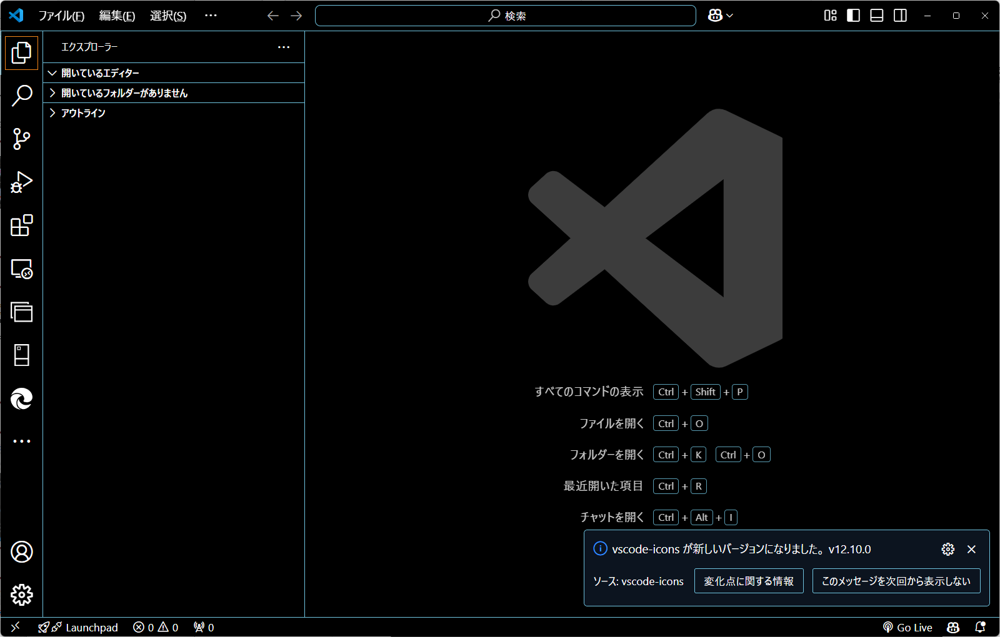 ファイル(F) 編集(E) 選択(S) ··· 検索
エクスプローラー ···
開いているエディター
開いているフォルダーがありません
アウトライン
すべてのコマンドの表示 Ctrl + Shift + P
ファイルを開く Ctrl + O
フォルダーを開く Ctrl + K Ctrl + O
最近開いた項目 Ctrl + R
チャットを開く Ctrl + Alt + I
vscode-icons が新しいバージョンになりました。v12.10.0
ソース: vscode-icons 変化点に関する情報 このメッセージを次回から表示しない
Launchpad 0 0 0 Go Live